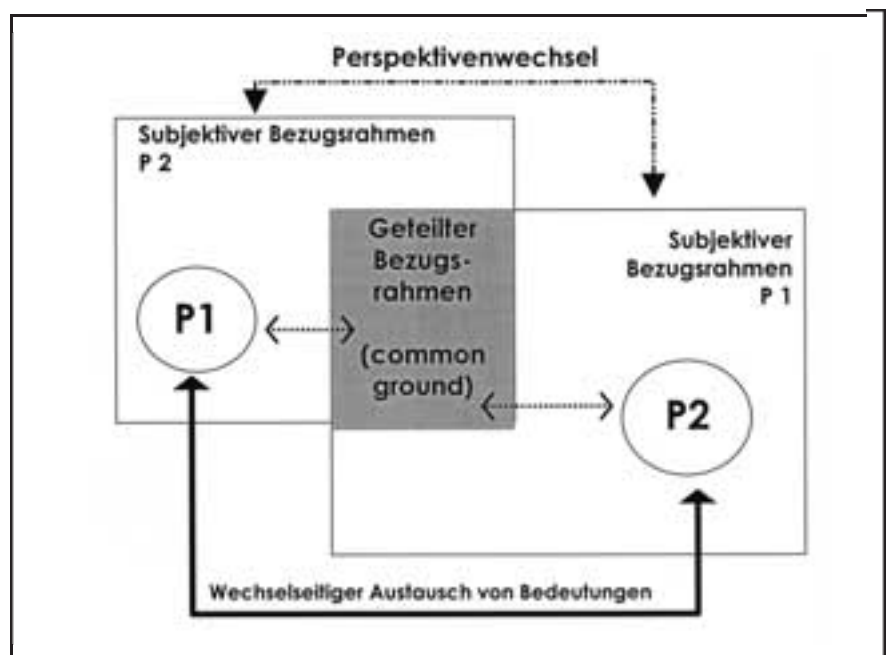 Perspektivenwechsel
Subjektiver Bezugsrahmen
P 2
Geteilter
Bezugs-
rahmen
(common
ground)
Subjektiver
Bezugsrahmen
P 1
P1
P2
Wechselseitiger Austausch von Bedeutungen